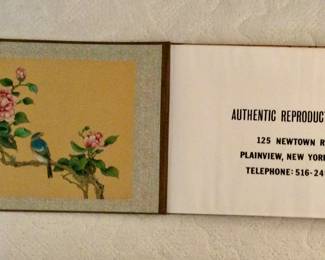 AUTHENTIC REPRODUCT
125 NEWTOWN R
PLAINVIEW, NEW YORK
TELEPHONE: 516-24